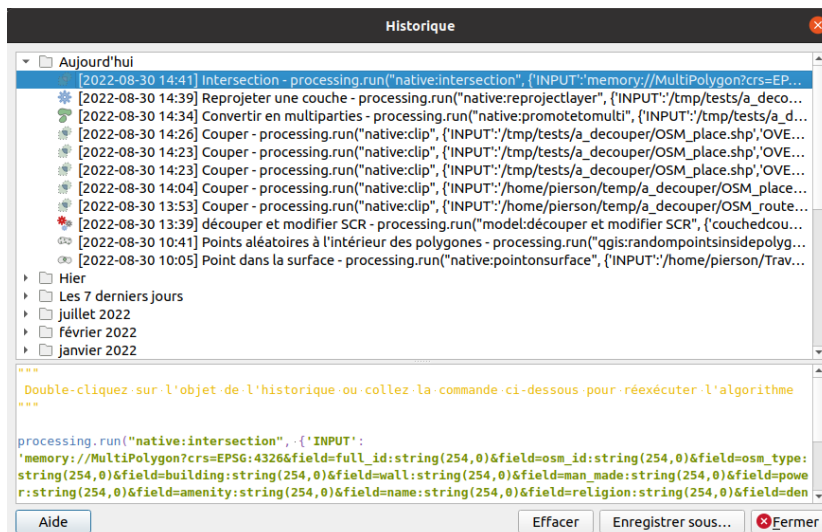 Historique
Aujourd'hui
[2022-08-30 14:41] Intersection - processing.run("native:intersection", {'INPUT':'memory://MultiPolygon?crs=EP...
[2022-08-30 14:39] Reprojeter une couche - processing.run("native:reprojectlayer", {'INPUT':'/tmp/tests/a_deco...
[2022-08-30 14:34] Convertir en multiparties - processing.run("native:promotetomulti", {'INPUT':'/tmp/tests/a_d...
[2022-08-30 14:26] Couper - processing.run("native:clip", {'INPUT':'/tmp/tests/a_decouper/OSM_place.shp','OVE...
[2022-08-30 14:23] Couper - processing.run("native:clip", {'INPUT':'/tmp/tests/a_decouper/OSM_place.shp','OVE...
[2022-08-30 14:23] Couper - processing.run("native:clip", {'INPUT':'/tmp/tests/a_decouper/OSM_place.shp','OVE...
[2022-08-30 14:04] Couper - processing.run("native:clip", {'INPUT':'/home/pierson/temp/a_decouper/OSM_place...
[2022-08-30 13:53] Couper - processing.run("native:clip", {'INPUT':'/home/pierson/temp/a_decouper/OSM_route...
[2022-08-30 13:39] découper et modifier SCR - processing.run("model:découper et modifier SCR", {'couchedcou...
[2022-08-30 10:41] Points aléatoires à l'intérieur des polygones - processing.run("qgis:randompointsinsidepolyg...
[2022-08-30 10:05] Point dans la surface - processing.run("native:pointonsurface", {'INPUT':'/home/pierson/Trav...
Hier
Les 7 derniers jours
juillet 2022
février 2022
janvier 2022
"""
Double-cliquez·sur·l'objet·de·l'historique·ou·collez·la·commande·ci-dessous·pour·réexécuter·l'algorithme
"""
processing.run("native:intersection",·{'INPUT':
'memory://MultiPolygon?crs=EPSG:4326&field=full_id:string(254,0)&field=osm_id:string(254,0)&field=osm_type:
string(254,0)&field=building:string(254,0)&field=wall:string(254,0)&field=man_made:string(254,0)&field=powe
r:string(254,0)&field=amenity:string(254,0)&field=name:string(254,0)&field=religion:string(254,0)&field=den
Aide
Effacer
Enregistrer sous...
Fermer